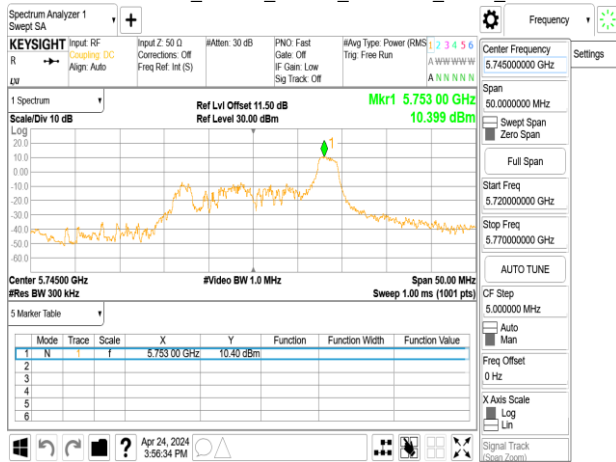 Spectrum Analyzer 1
Swept SA
Frequency
KEYSIGHT
Input: RF
Coupling: DC
Align: Auto
Input Z: 50 Ω
Corrections: Off
Freq Ref: Int (S)
#Atten: 30 dB
PNO: Fast
Gate: Off
IF Gain: Low
Sig Track: Off
#Avg Type: Power (RMS
Trig: Free Run
1 2 3 4 5 6
A W W W W W
A N N N N N
R
LXI
Settings
1 Spectrum
Scale/Div 10 dB
Ref Lvl Offset 11.50 dB
Ref Level 30.00 dBm
Mkr1 5.753 00 GHz
10.399 dBm
Log
20.0
10.0
0.00
-10.0
-20.0
-30.0
-40.0
-50.0
-60.0
1
Center 5.74500 GHz
#Res BW 300 kHz
#Video BW 1.0 MHz
Span 50.00 MHz
Sweep 1.00 ms (1001 pts)
5 Marker Table
Mode Trace Scale X Y Function Function Width Function Value
1 N 1 f 5.753 00 GHz 10.40 dBm
2
3
4
5
6
Apr 24, 2024
3:56:34 PM
Center Frequency
5.745000000 GHz
Span
50.0000000 MHz
Swept Span
Zero Span
Full Span
Start Freq
5.720000000 GHz
Stop Freq
5.770000000 GHz
AUTO TUNE
CF Step
5.000000 MHz
Auto
Man
Freq Offset
0 Hz
X Axis Scale
Log
Lin
Signal Track
(Span Zoom)